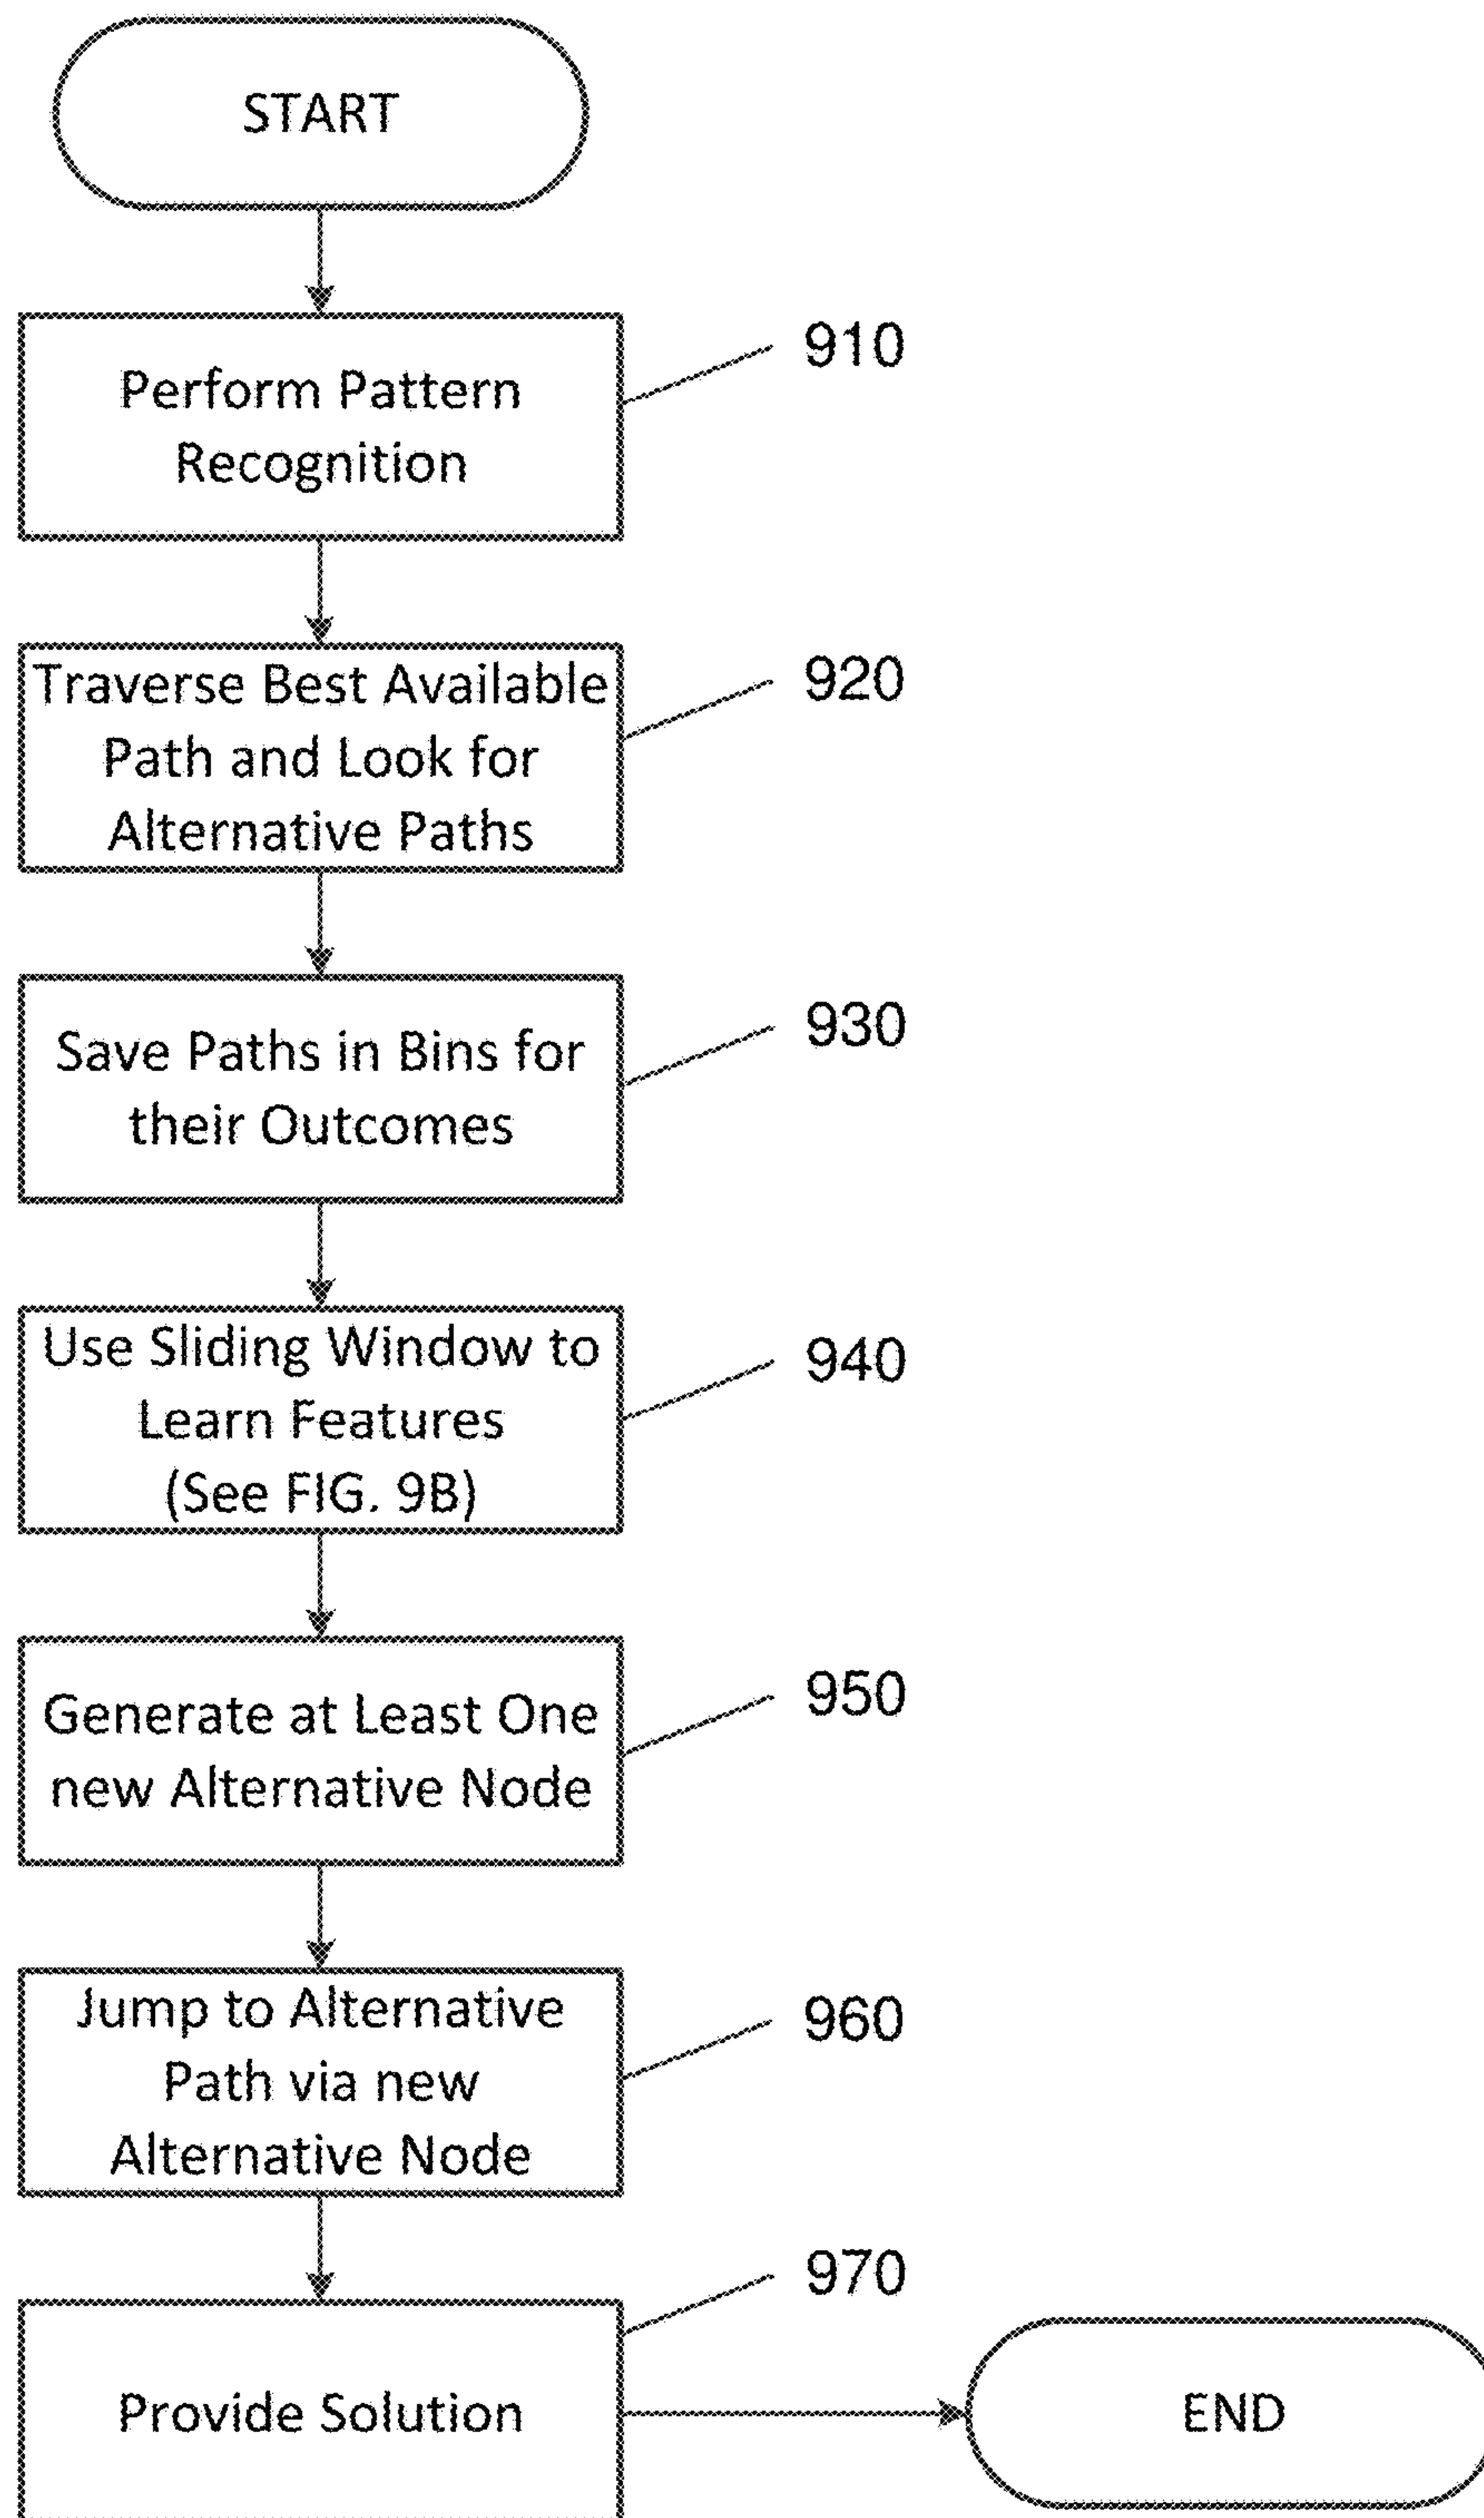 START
910
Perform Pattern
Recognition
920
Traverse Best Available
Path and Look for
Alternative Paths
930
Save Paths in Bins for
their Outcomes
940
Use Sliding Window to
Learn Features
(See FIG. 9B)
950
Generate at Least One
new Alternative Node
960
Jump to Alternative
Path via new
Alternative Node
970
Provide Solution
END